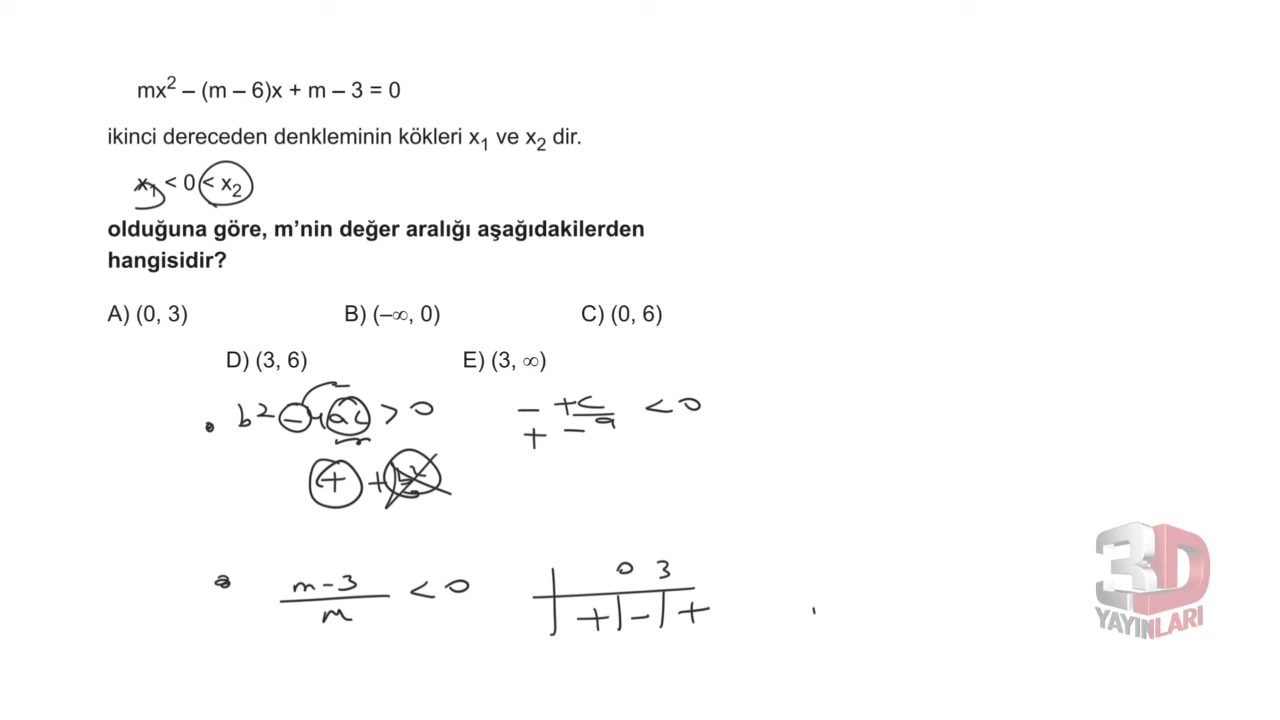 mx² – (m – 6)x + m – 3 = 0
ikinci dereceden denkleminin kökleri x₁ ve x₂ dir.
x₁ < 0 < x₂
olduğuna göre, m’nin değer aralığı aşağıdakilerden
hangisidir?
A) (0, 3) B) (–∞, 0) C) (0, 6)
D) (3, 6) E) (3, ∞)
b² – 4ac > 0
– + c/a < 0
+ –
+ +
m – 3 / m < 0
0 3
+ – +
3D
YAYINLARI